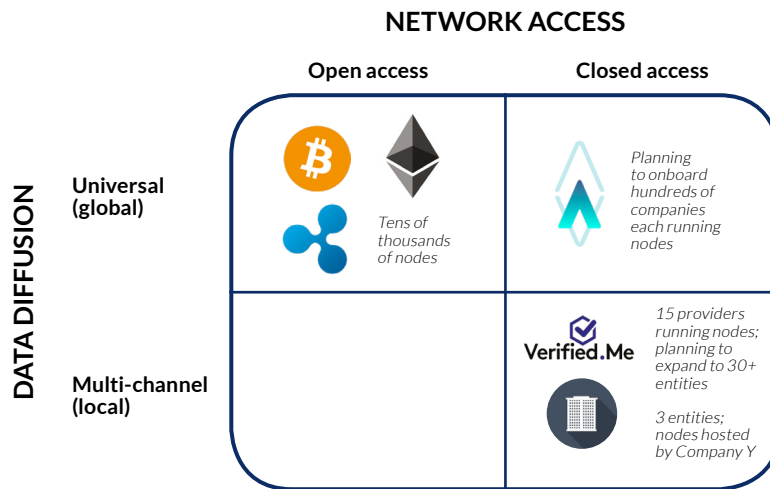 NETWORK ACCESS
Open access
Closed access
DATA DIFFUSION
Universal
(global)
Tens of
thousands
of nodes
Planning
to onboard
hundreds of
companies
each running
nodes
Multi-channel
(local)
Verified.Me
15 providers
running nodes;
planning to
expand to 30+
entities
3 entities;
nodes hosted
by Company Y